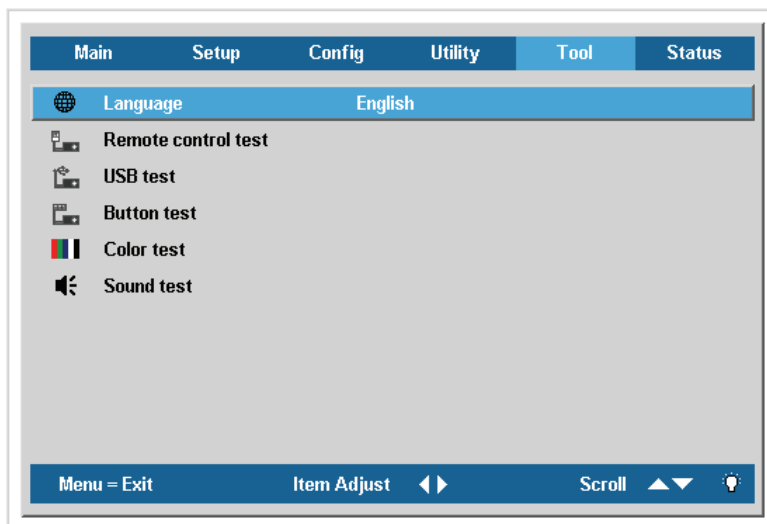 Main Setup Config Utility Tool Status
Language English
Remote control test
USB test
Button test
Color test
Sound test
Menu = Exit Item Adjust Scroll